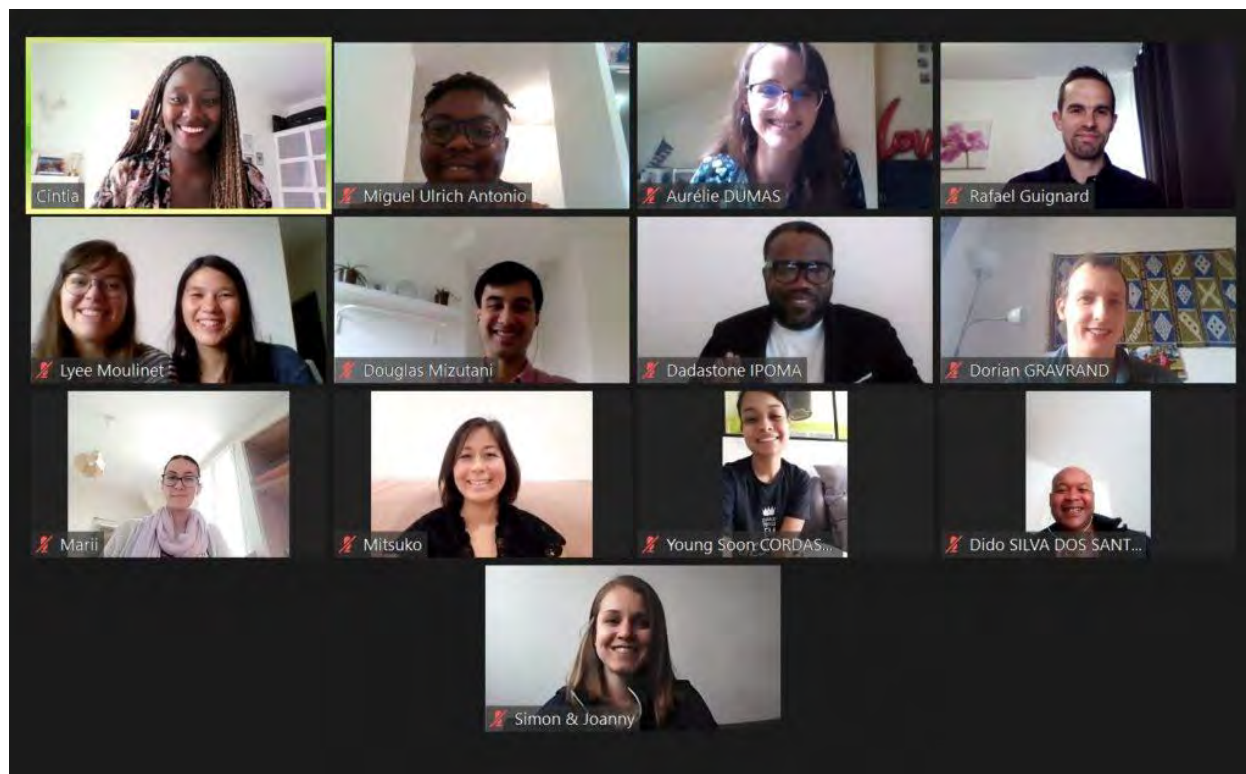 Cintia
Miguel Ulrich Antonio
Aurélie DUMAS
Love
Rafael Guignard
Lyee Moulinet
Douglas Mizutani
Dadastone IPOMA
Dorian GRAVRAND
Marii
Mitsuko
Young Soon CORDAS...
Dido SILVA DOS SANT...
Simon & Joanny